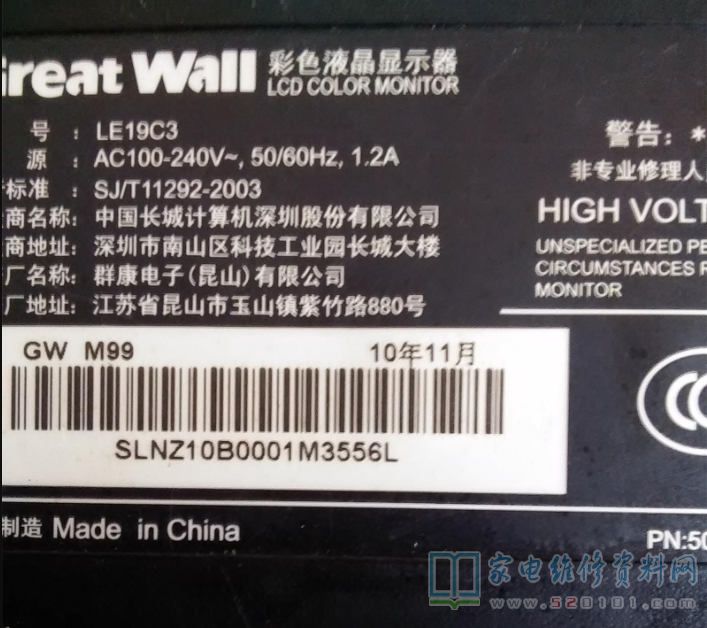 Great Wall 彩色液晶显示器
LCD COLOR MONITOR
号：LE19C3
源：AC100-240V~, 50/60Hz, 1.2A
标准：SJ/T11292-2003
商名称：中国长城计算机深圳股份有限公司
商地址：深圳市南山区科技工业园长城大楼
厂名称：群康电子(昆山)有限公司
厂地址：江苏省昆山市玉山镇紫竹路880号
警告：*
非专业修理人
HIGH VOLT
UNSPECIALIZED PE
CIRCUMSTANCES R
MONITOR
GW M99 10年11月
SLNZ10B0001M3556L
制造 Made in China
PN:50
家电维修资料网
www.520101.com